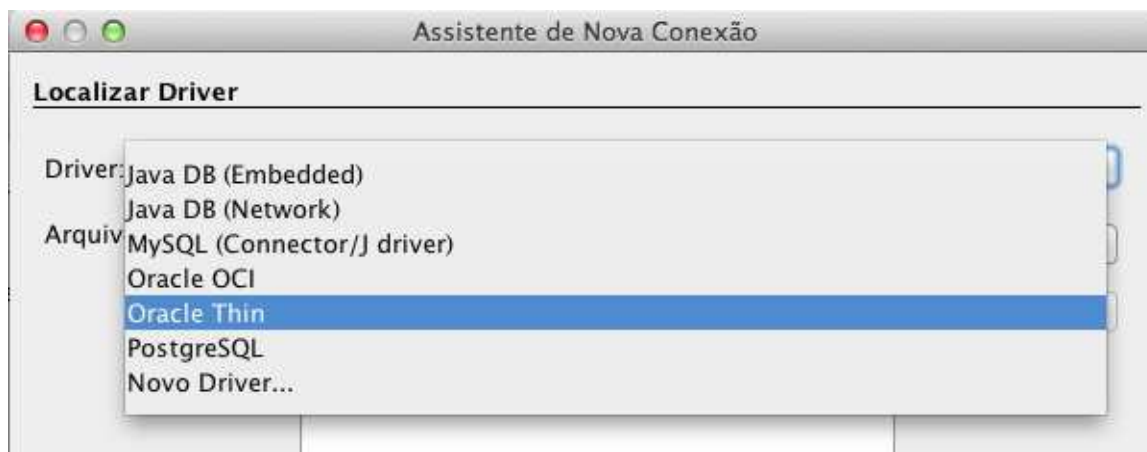 Assistente de Nova Conexão
Localizar Driver
Driver:
Java DB (Embedded)
Java DB (Network)
Arquiv
MySQL (Connector/J driver)
Oracle OCI
Oracle Thin
PostgreSQL
Novo Driver...